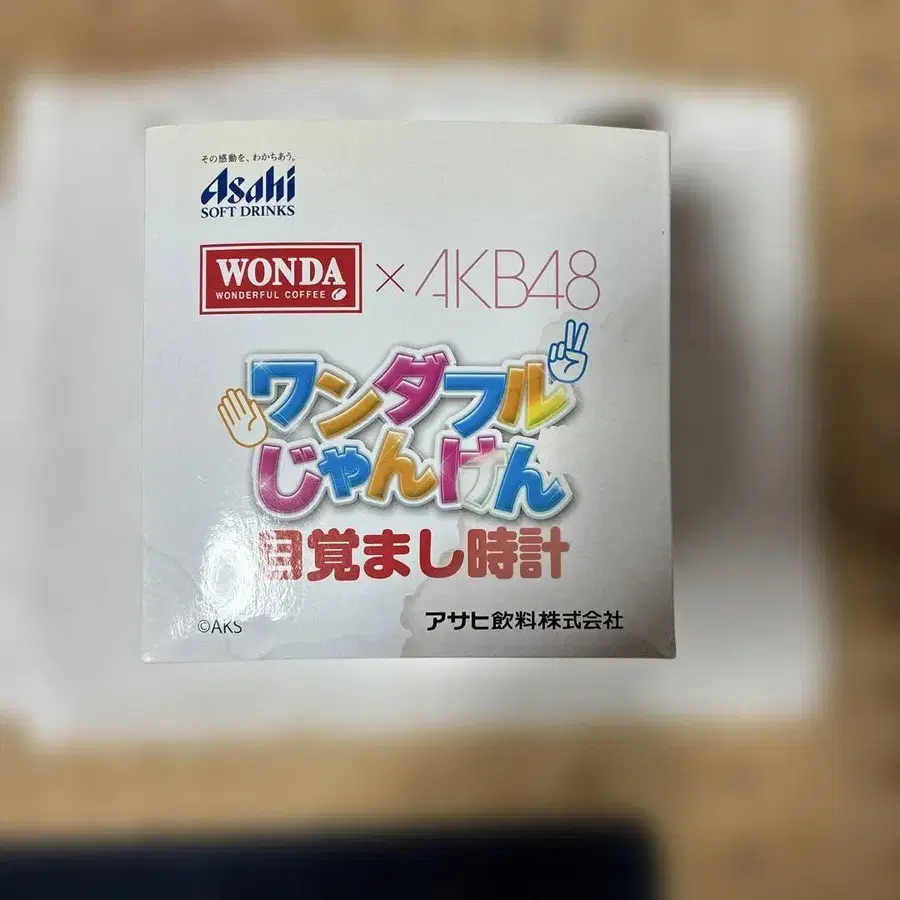 その感動を、わかちあう。
Asahi
SOFT DRINKS
WONDA
WONDERFUL COFFEE
× AKB48
ワンダフル
じゃんけん
目覚まし時計
©AKS
アサヒ飲料株式会社